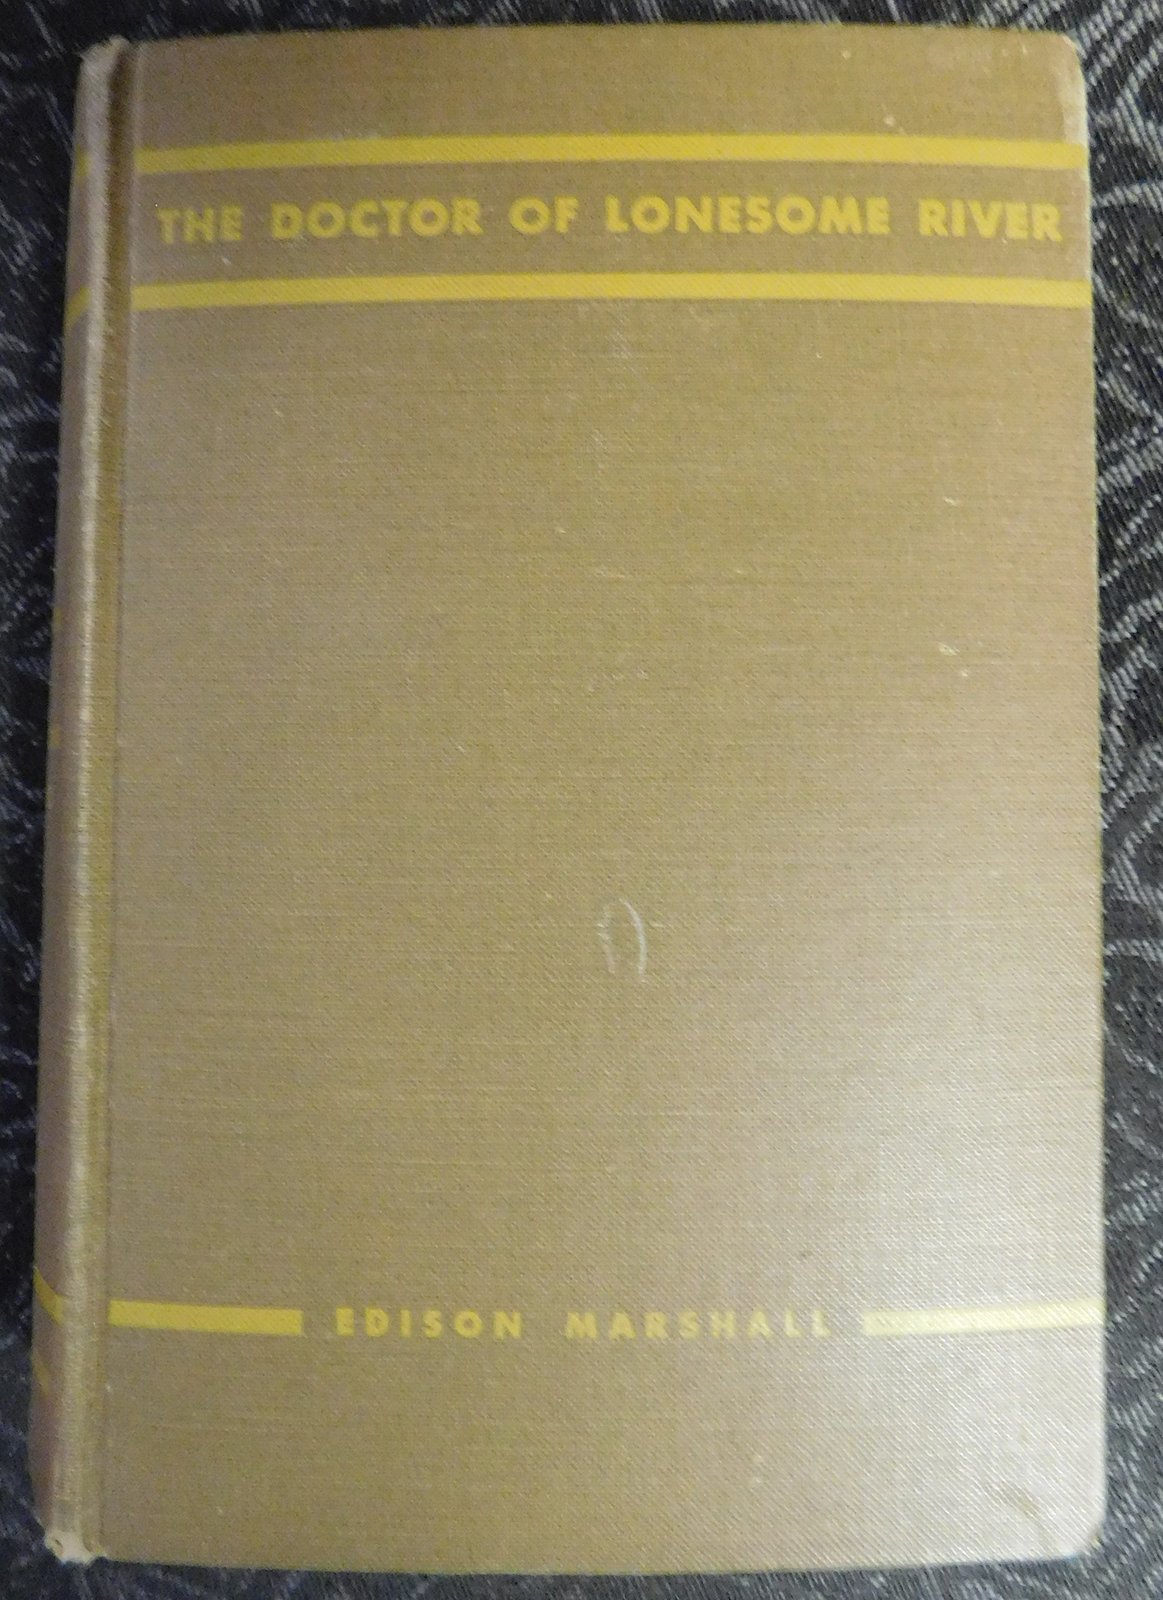 THE DOCTOR OF LONESOME RIVER
EDISON MARSHALL